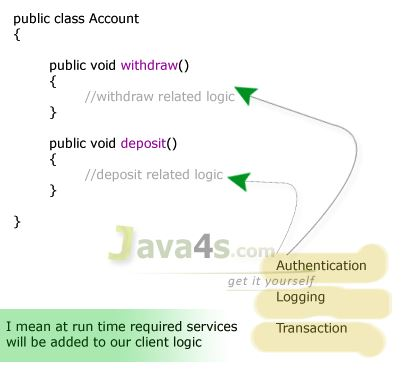 public class Account
{
public void withdraw()
{
//withdraw related logic
}
public void deposit()
{
//deposit related logic
}
}
Java4s.com
get it yourself
Authentication
Logging
Transaction
I mean at run time required services
will be added to our client logic